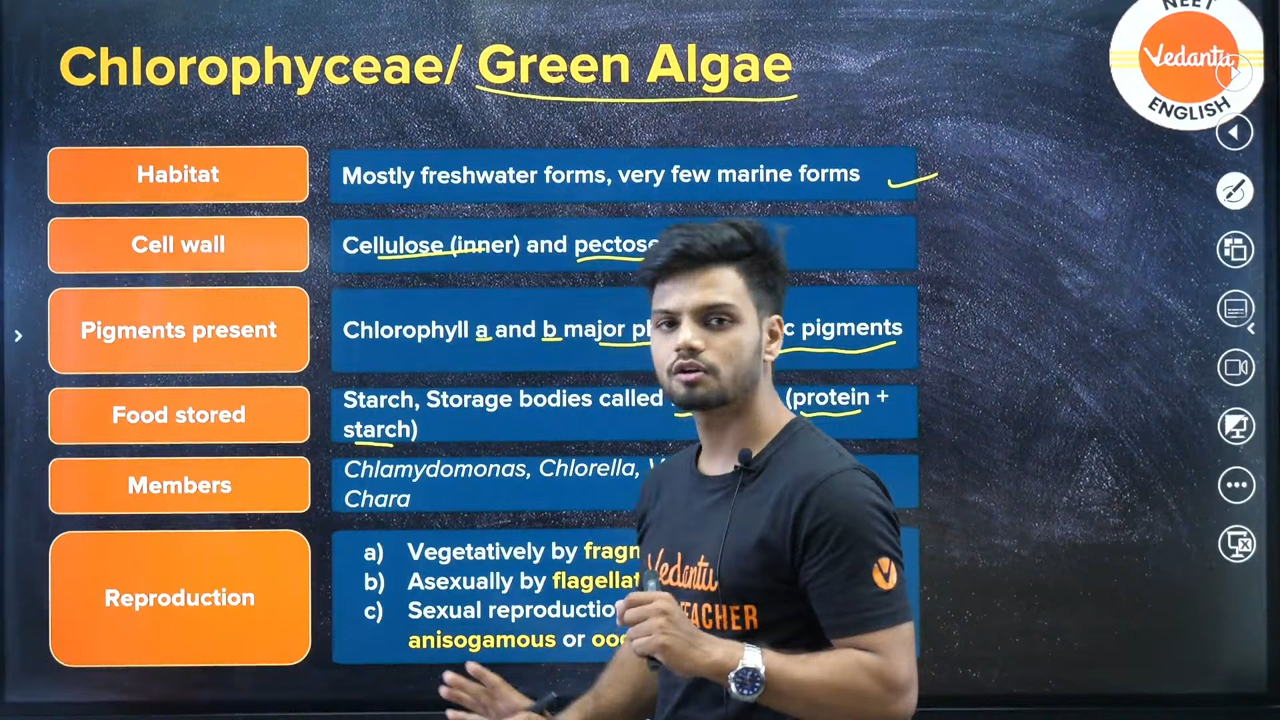 NEET
Vedantu
ENGLISH
Chlorophyceae/ Green Algae
Habitat
Mostly freshwater forms, very few marine forms
Cell wall
Cellulose (inner) and pectose
Pigments present
Chlorophyll a and b major pigments
Food stored
Starch, Storage bodies called (protein +
starch)
Members
Chlamydomonas, Chlorella,
Chara
Reproduction
a) Vegetatively by
b) Asexually by
c) Sexual
anisogamous or
Vedantu
TEACHER